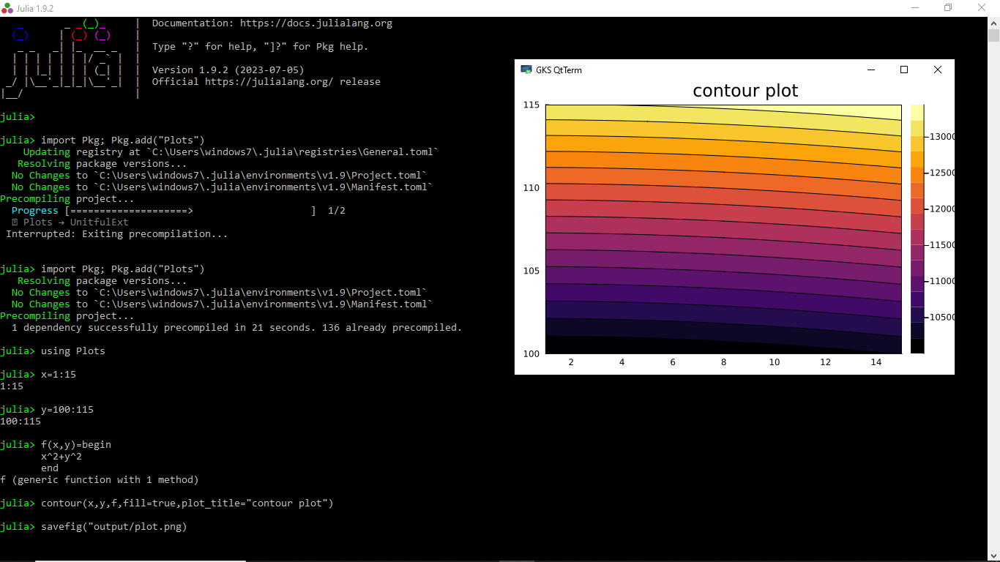 Julia 1.9.2
Documentation: https://docs.julialang.org
Type "?" for help, "]?" for Pkg help.
Version 1.9.2 (2023-07-05)
Official https://julialang.org/ release
julia>
julia> import Pkg; Pkg.add("Plots")
Updating registry at `C:\Users\windows7\.julia\registries\General.toml`
Resolving package versions...
No Changes to `C:\Users\windows7\.julia\environments\v1.9\Project.toml`
No Changes to `C:\Users\windows7\.julia\environments\v1.9\Manifest.toml`
Precompiling project...
Progress [====================>                    ]  1/2
Plots → UnitfulExt
Interrupted: Exiting precompilation...
julia> import Pkg; Pkg.add("Plots")
Resolving package versions...
No Changes to `C:\Users\windows7\.julia\environments\v1.9\Project.toml`
No Changes to `C:\Users\windows7\.julia\environments\v1.9\Manifest.toml`
Precompiling project...
1 dependency successfully precompiled in 21 seconds. 136 already precompiled.
julia> using Plots
julia> x=1:15
1:15
julia> y=100:115
100:115
julia> f(x,y)=begin
x^2+y^2
end
f (generic function with 1 method)
julia> contour(x,y,f,fill=true,plot_title="contour plot")
julia> savefig("output/plot.png)
GKS QtTerm
contour plot
115
110
105
100
2 4 6 8 10 12 14
13000
12500
12000
11500
11000
10500